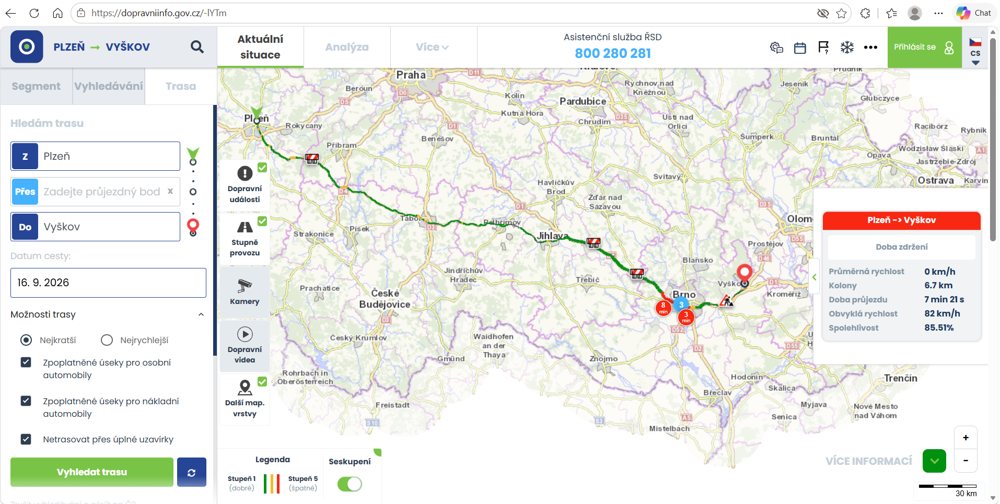 https://dopravniinfo.gov.cz/-lYTm
Chat
PLZEŇ → VYŠKOV
Aktuální
situace
Analýza
Více
Asistenční služba ŘSD
800 280 281
Přihlásit se
CS
Segment
Vyhledávání
Trasa
Hledám trasu
Z
Plzeň
Přes
Zadejte průjezdný bod
x
Do
Vyškov
Datum cesty:
16. 9. 2026
Možnosti trasy
Nejkratší
Nejrychlejší
Zpoplatněné úseky pro osobní
automobily
Zpoplatněné úseky pro nákladní
automobily
Netrasovat přes úplné uzavírky
Vyhledat trasu
Dopravní
události
Stupně
provozu
Kamery
Dopravní
videa
Další map.
vrstvy
Legenda
Stupeň 1
(dobré)
Stupeň 5
(špatné)
Seskupení
Praha
D11
Prudník
Beroun
D0
D5
Kolín
Rychnov nad
Kněžnou
Jeseník
Głubczyce
Pardubice
Kutná Hora
D35
Plzeň
Rokycany
D1
Chrudim
Ústí nad
Orlicí
Racibórz
Rybnik
Benešov
Šumperk
Bruntál
Příbram
Opava
Wodzisław Śląski
A1
Jastrzębie-Zdrój
Svitavy
Ostrava
Karvin
Havlíčkův
Brod
D4
Žďár nad
Sázavou
D1
D35
Tábor
D3
Pelhřimov
Olomo
Písek
Strakonice
Jihlava
D55
Prostějov
D46
Blansko
Jindřichův
Hradec
Třebíč
Vyško
D1
Prachatice
České
Budějovice
Brno
Kroměříž
8
min
3
3
min
D3
D52
Český Krumlov
Waidhofen
an der
Thaya
D2
D55
Gmünd
Znojmo
Rohrbach in
Oberösterreich
Hodonín
Trenčín
Skalica
Břeclav
Freistadt
Myjava
Nové Mesto
nad Váhom
S10
S3
A5
Senica
Mistelbach
Plzeň -> Vyškov
Doba zdržení
Průměrná rychlost 0 km/h
Kolony 6.7 km
Doba průjezdu 7 min 21 s
Obvyklá rychlost 82 km/h
Spolehlivost 85.51%
+
-
VÍCE INFORMACÍ
30 km